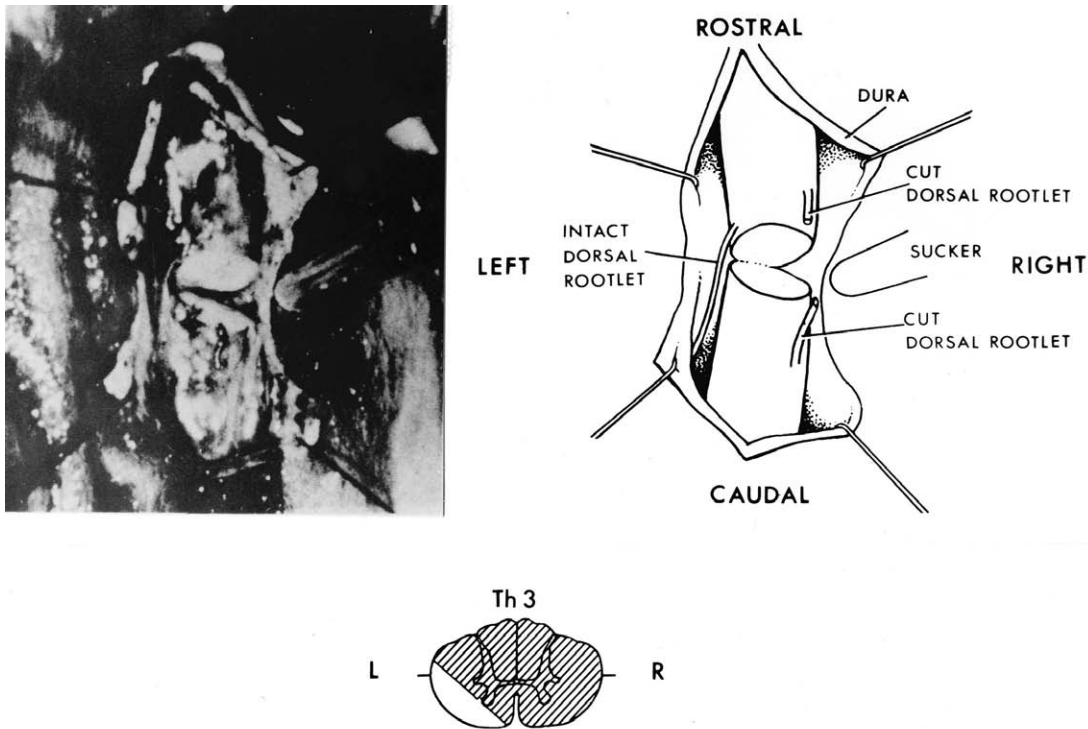 ROSTRAL
DURA
CUT
DORSAL ROOTLET
INTACT
DORSAL
ROOTLET
LEFT
SUCKER
RIGHT
CUT
DORSAL ROOTLET
CAUDAL
Th 3
L
R